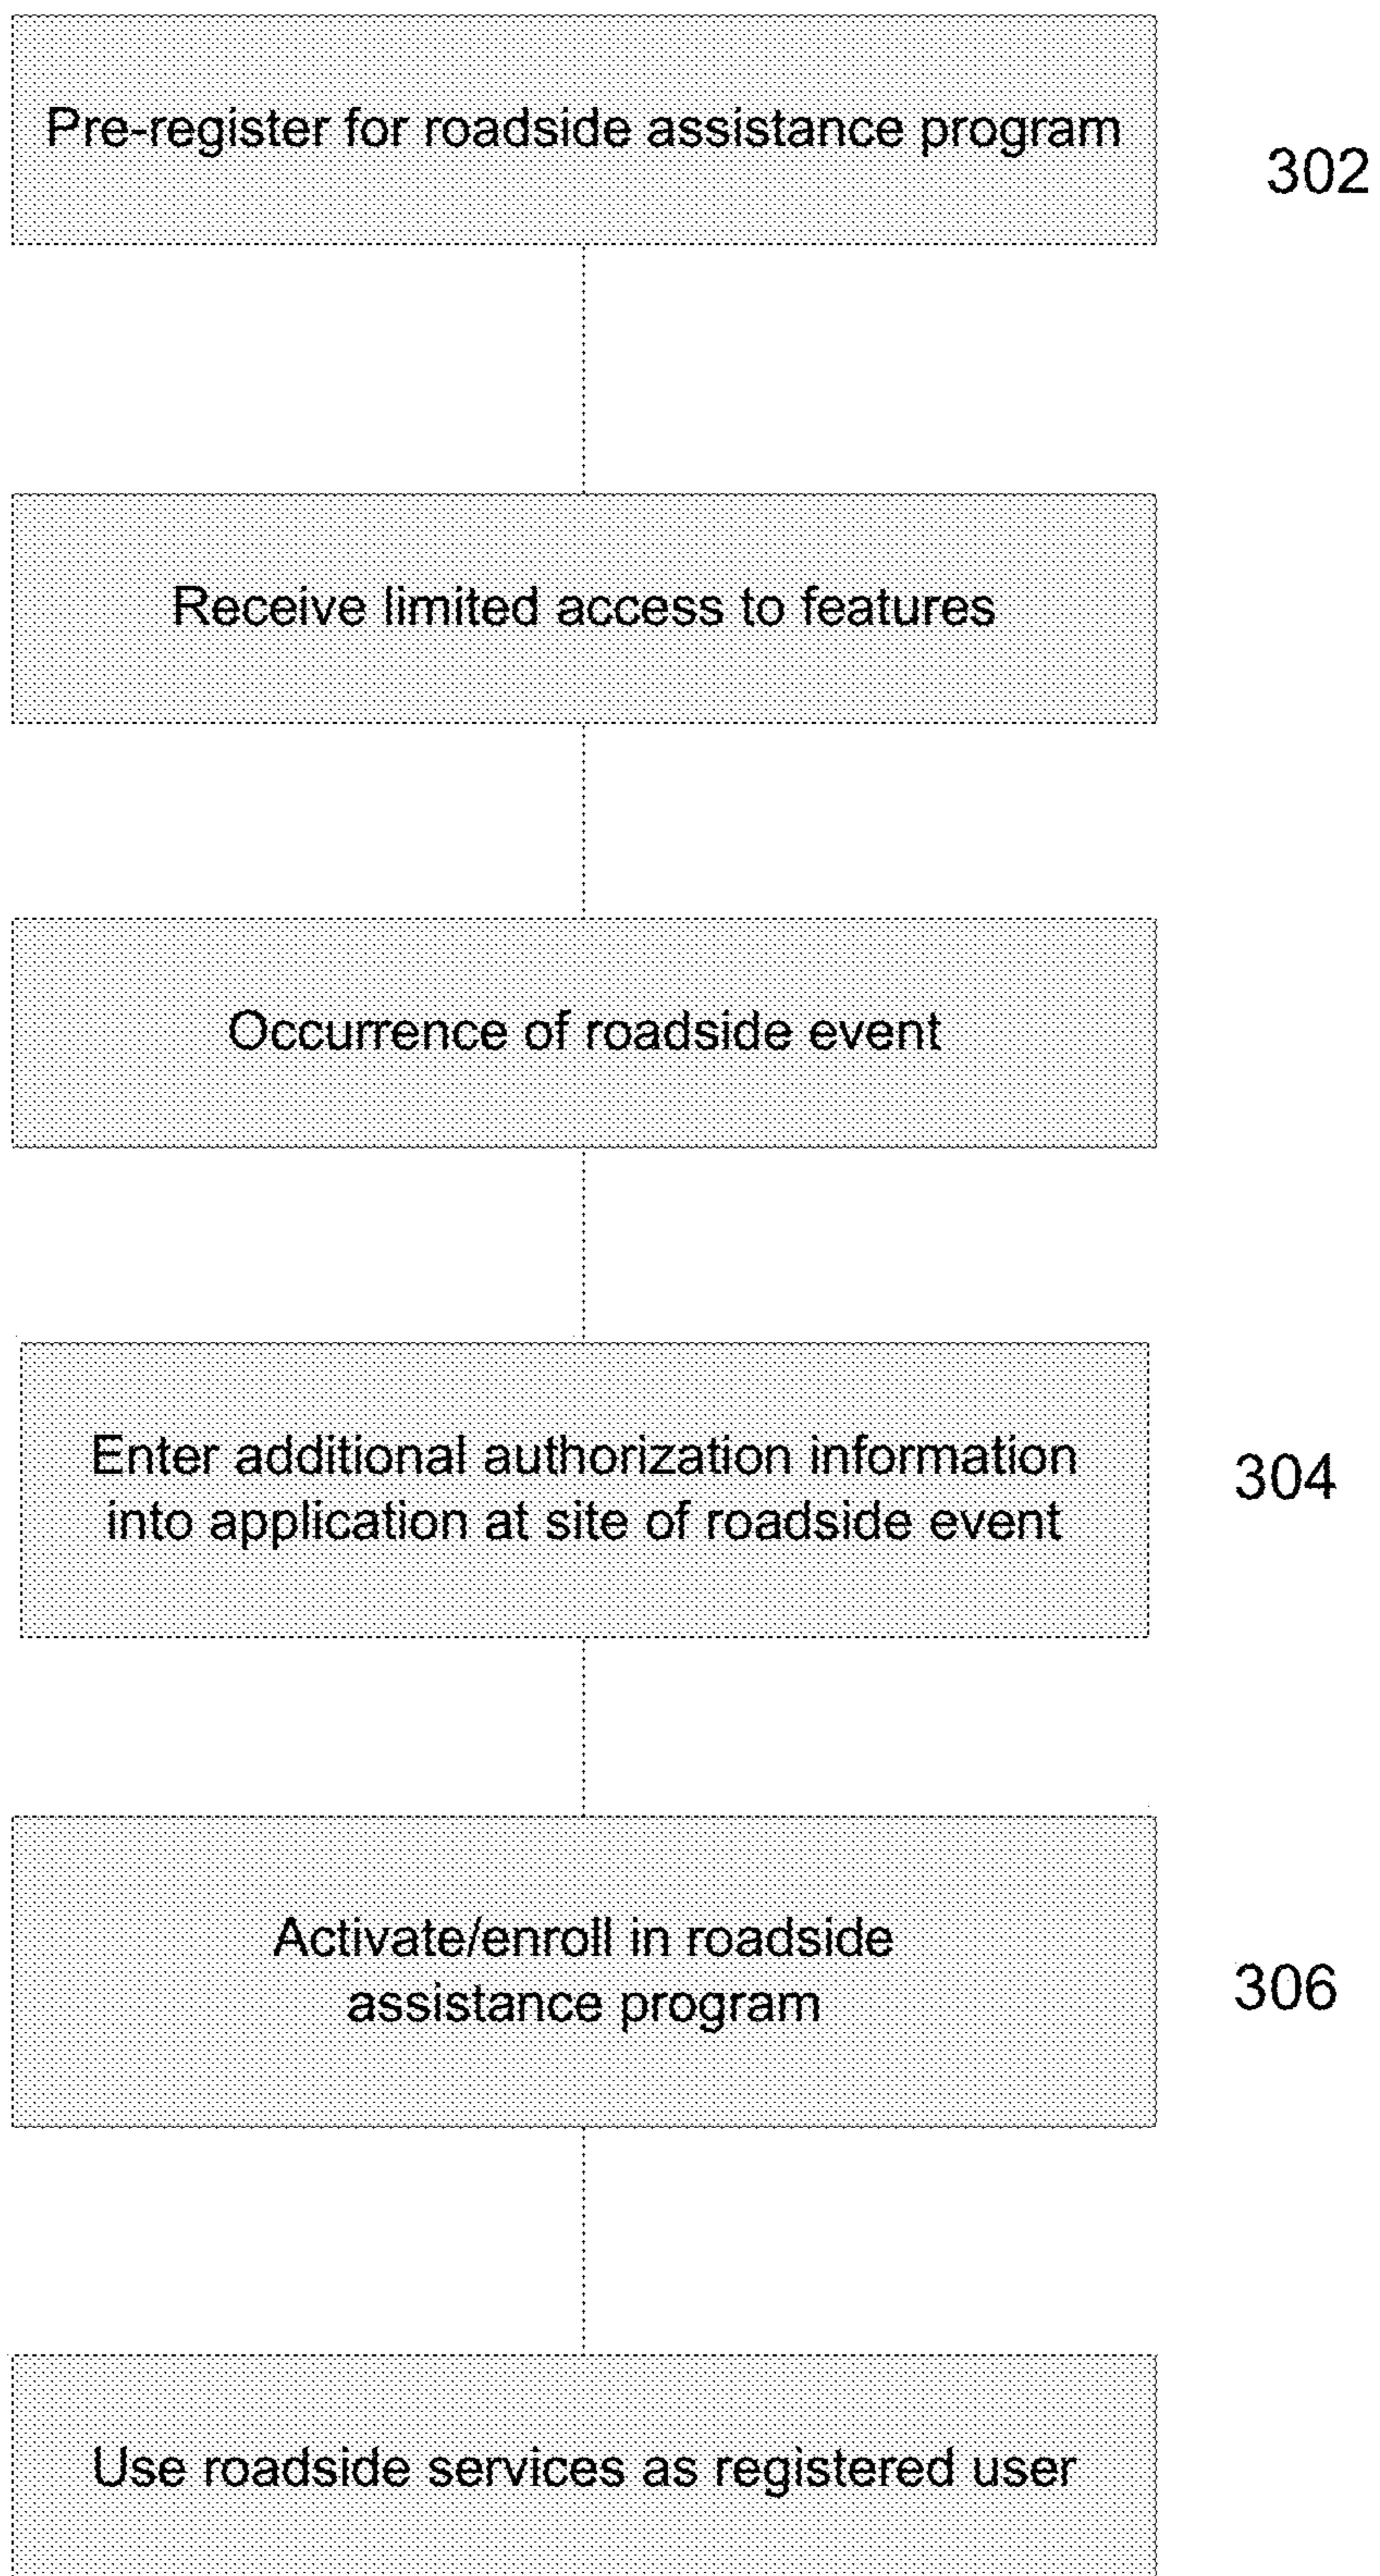 Pre-register for roadside assistance program
302
Receive limited access to features
Occurrence of roadside event
Enter additional authorization information
into application at site of roadside event
304
Activate/enroll in roadside
assistance program
306
Use roadside services as registered user